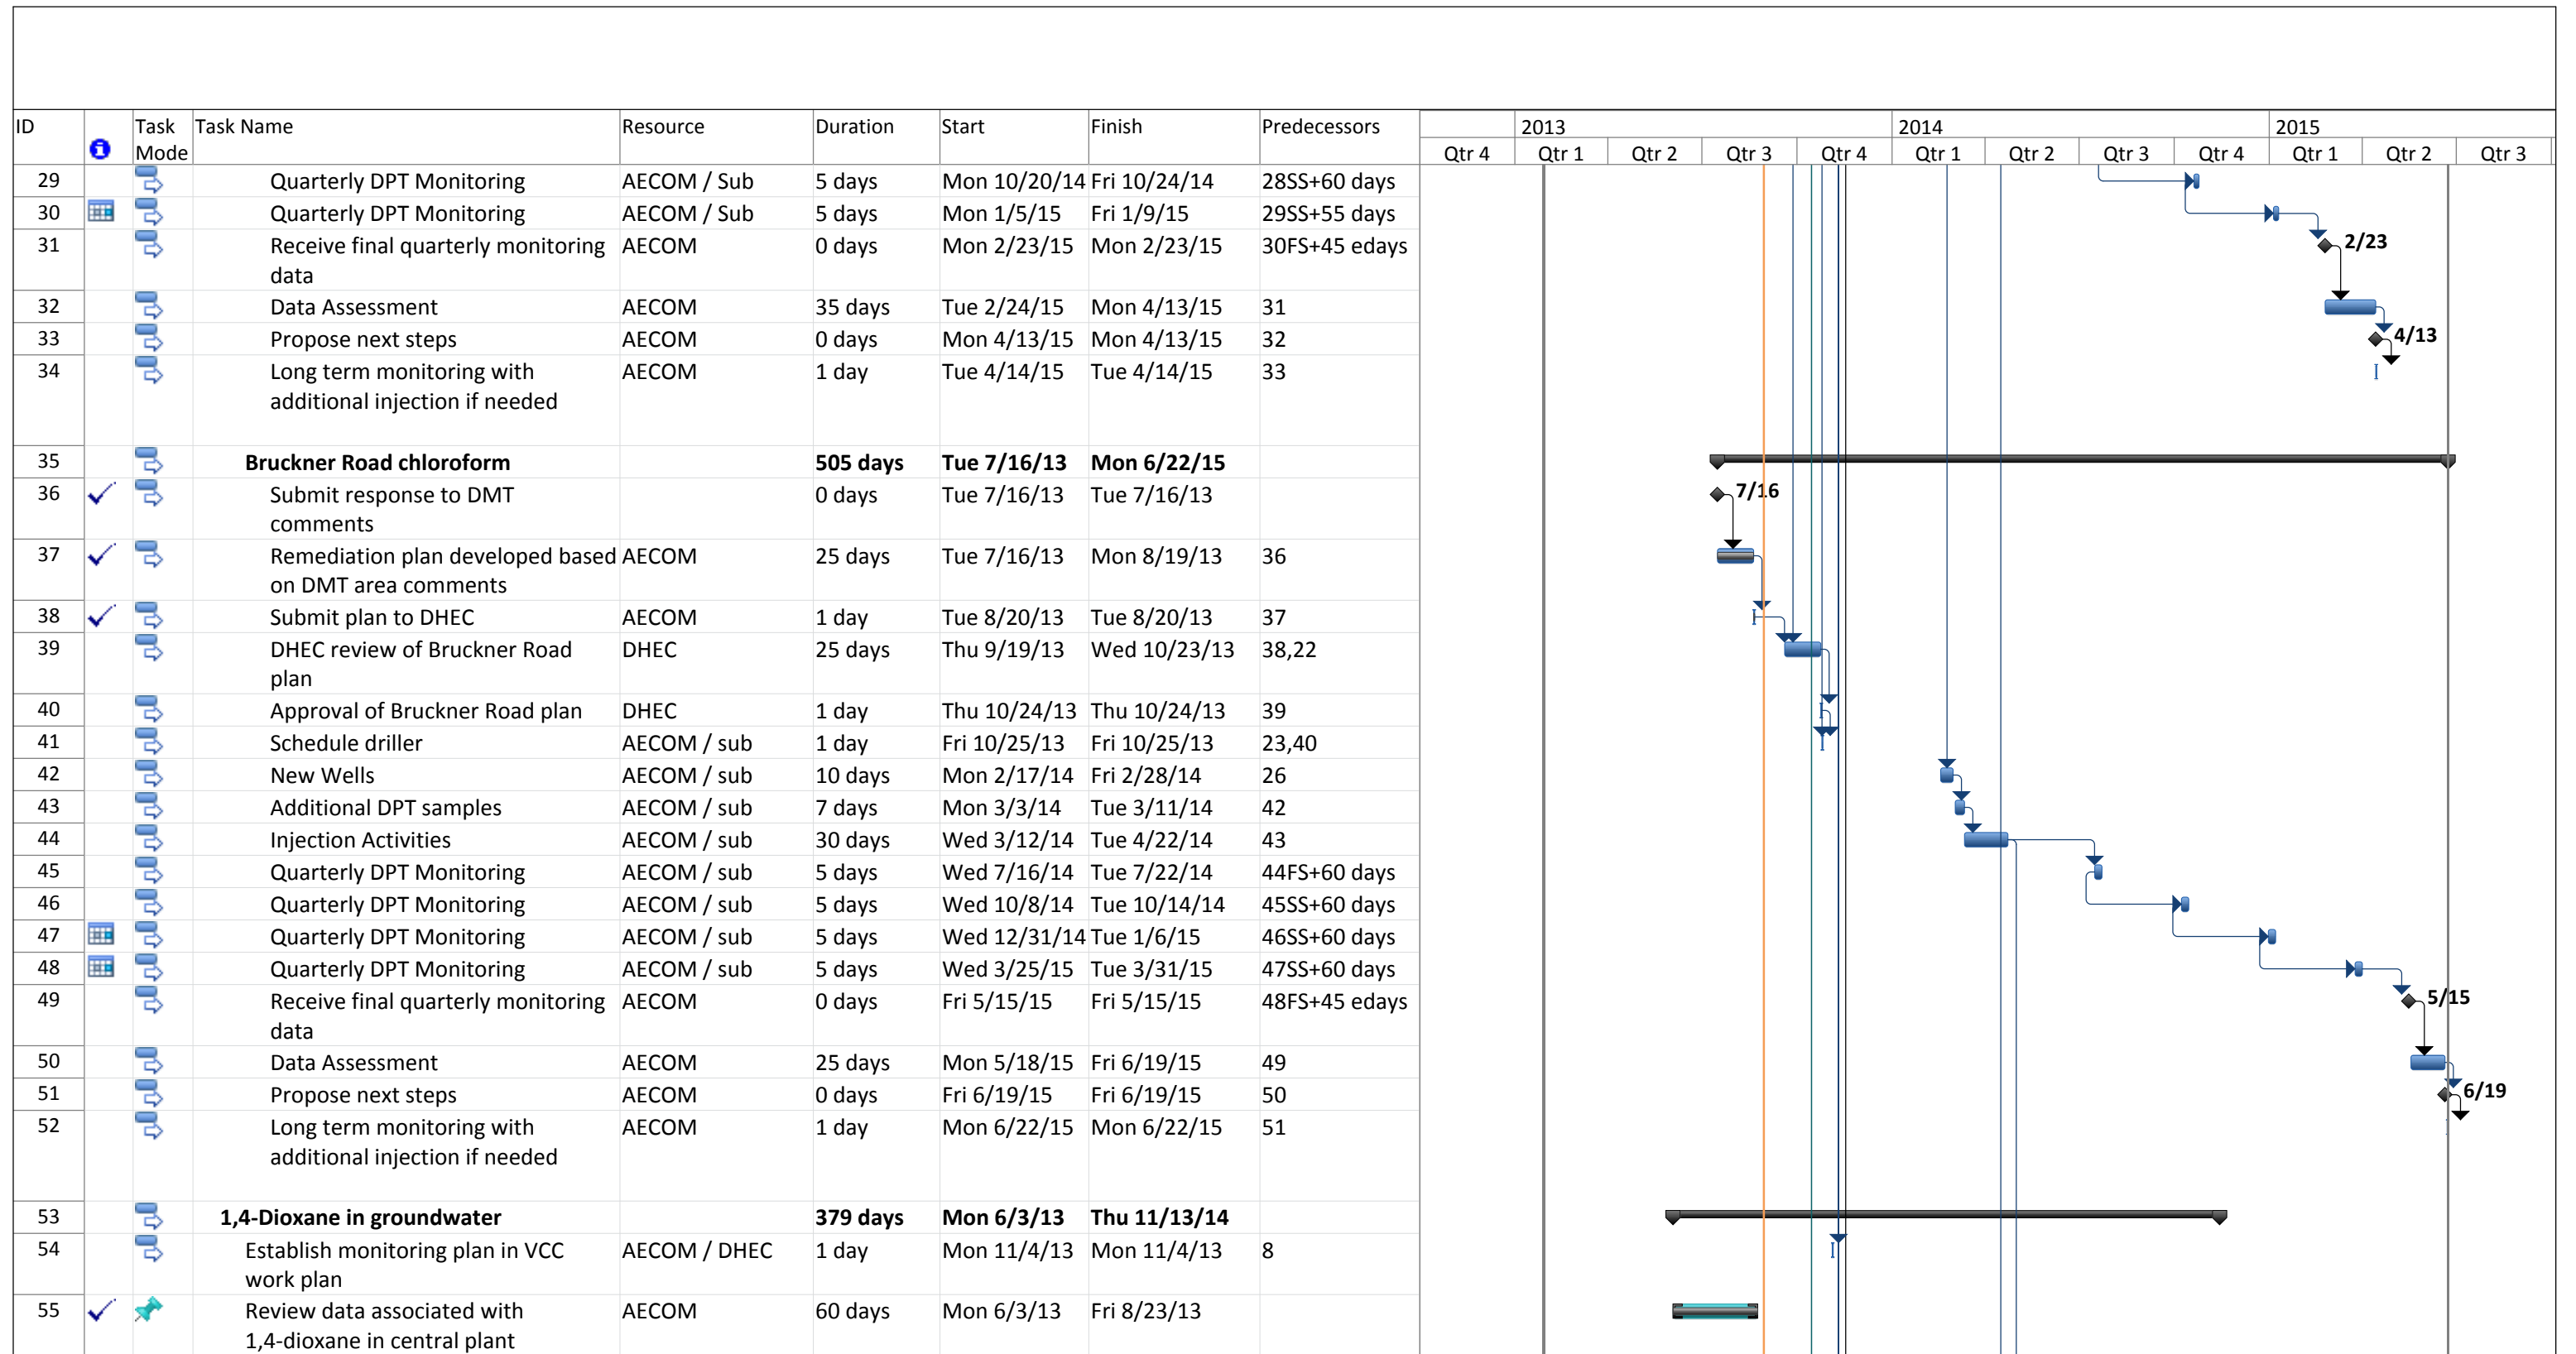 ID Task Task Name Resource Duration Start Finish Predecessors 2013 2014 2015
Mode Qtr 4 Qtr 1 Qtr 2 Qtr 3 Qtr 4 Qtr 1 Qtr 2 Qtr 3 Qtr 4 Qtr 1 Qtr 2 Qtr 3
29 Quarterly DPT Monitoring AECOM / Sub 5 days Mon 10/20/14 Fri 10/24/14 28SS+60 days
30 Quarterly DPT Monitoring AECOM / Sub 5 days Mon 1/5/15 Fri 1/9/15 29SS+55 days
31 Receive final quarterly monitoring AECOM 0 days Mon 2/23/15 Mon 2/23/15 30FS+45 edays 2/23
data
32 Data Assessment AECOM 35 days Tue 2/24/15 Mon 4/13/15 31
33 Propose next steps AECOM 0 days Mon 4/13/15 Mon 4/13/15 32 4/13
34 Long term monitoring with AECOM 1 day Tue 4/14/15 Tue 4/14/15 33
additional injection if needed
35 Bruckner Road chloroform 505 days Tue 7/16/13 Mon 6/22/15
36 Submit response to DMT 0 days Tue 7/16/13 Tue 7/16/13 7/16
comments
37 Remediation plan developed based AECOM 25 days Tue 7/16/13 Mon 8/19/13 36
on DMT area comments
38 Submit plan to DHEC AECOM 1 day Tue 8/20/13 Tue 8/20/13 37
39 DHEC review of Bruckner Road DHEC 25 days Thu 9/19/13 Wed 10/23/13 38,22
plan
40 Approval of Bruckner Road plan DHEC 1 day Thu 10/24/13 Thu 10/24/13 39
41 Schedule driller AECOM / sub 1 day Fri 10/25/13 Fri 10/25/13 23,40
42 New Wells AECOM / sub 10 days Mon 2/17/14 Fri 2/28/14 26
43 Additional DPT samples AECOM / sub 7 days Mon 3/3/14 Tue 3/11/14 42
44 Injection Activities AECOM / sub 30 days Wed 3/12/14 Tue 4/22/14 43
45 Quarterly DPT Monitoring AECOM / sub 5 days Wed 7/16/14 Tue 7/22/14 44FS+60 days
46 Quarterly DPT Monitoring AECOM / sub 5 days Wed 10/8/14 Tue 10/14/14 45SS+60 days
47 Quarterly DPT Monitoring AECOM / sub 5 days Wed 12/31/14 Tue 1/6/15 46SS+60 days
48 Quarterly DPT Monitoring AECOM / sub 5 days Wed 3/25/15 Tue 3/31/15 47SS+60 days
49 Receive final quarterly monitoring AECOM 0 days Fri 5/15/15 Fri 5/15/15 48FS+45 edays 5/15
data
50 Data Assessment AECOM 25 days Mon 5/18/15 Fri 6/19/15 49
51 Propose next steps AECOM 0 days Fri 6/19/15 Fri 6/19/15 50 6/19
52 Long term monitoring with AECOM 1 day Mon 6/22/15 Mon 6/22/15 51
additional injection if needed
53 1,4-Dioxane in groundwater 379 days Mon 6/3/13 Thu 11/13/14
54 Establish monitoring plan in VCC AECOM / DHEC 1 day Mon 11/4/13 Mon 11/4/13 8
work plan
55 Review data associated with AECOM 60 days Mon 6/3/13 Fri 8/23/13
1,4-dioxane in central plant